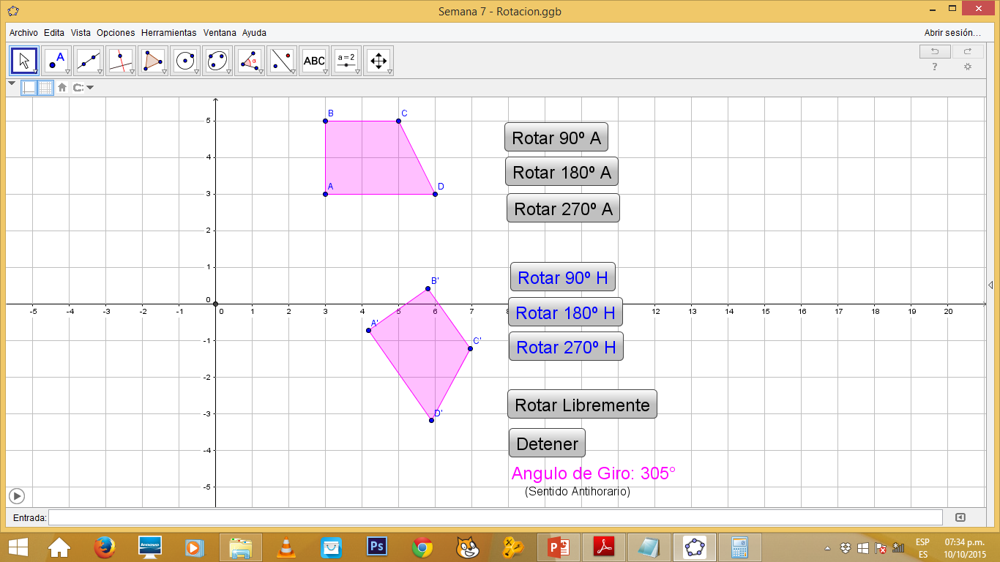 Semana 7 - Rotacion.ggb
Archivo Edita Vista Opciones Herramientas Ventana Ayuda Abrir sesión...
A ABC a=2 α
?
C:
5 B C
Rotar 90º A
4
Rotar 180º A
3 A D
Rotar 270º A
2
1
Rotar 90º H
B'
0
-5 -4 -3 -2 -1 0 1 2 3 4 5 6 7 8 12 13 14 15 16 17 18 19 20
Rotar 180º H
A'
-1 C'
Rotar 270º H
-2
Rotar Libremente
-3 D'
Detener
-4
Angulo de Giro: 305°
-5 (Sentido Antihorario)
Entrada:
lenovo Ps
ESP 07:34 p.m.
ES 10/10/2015